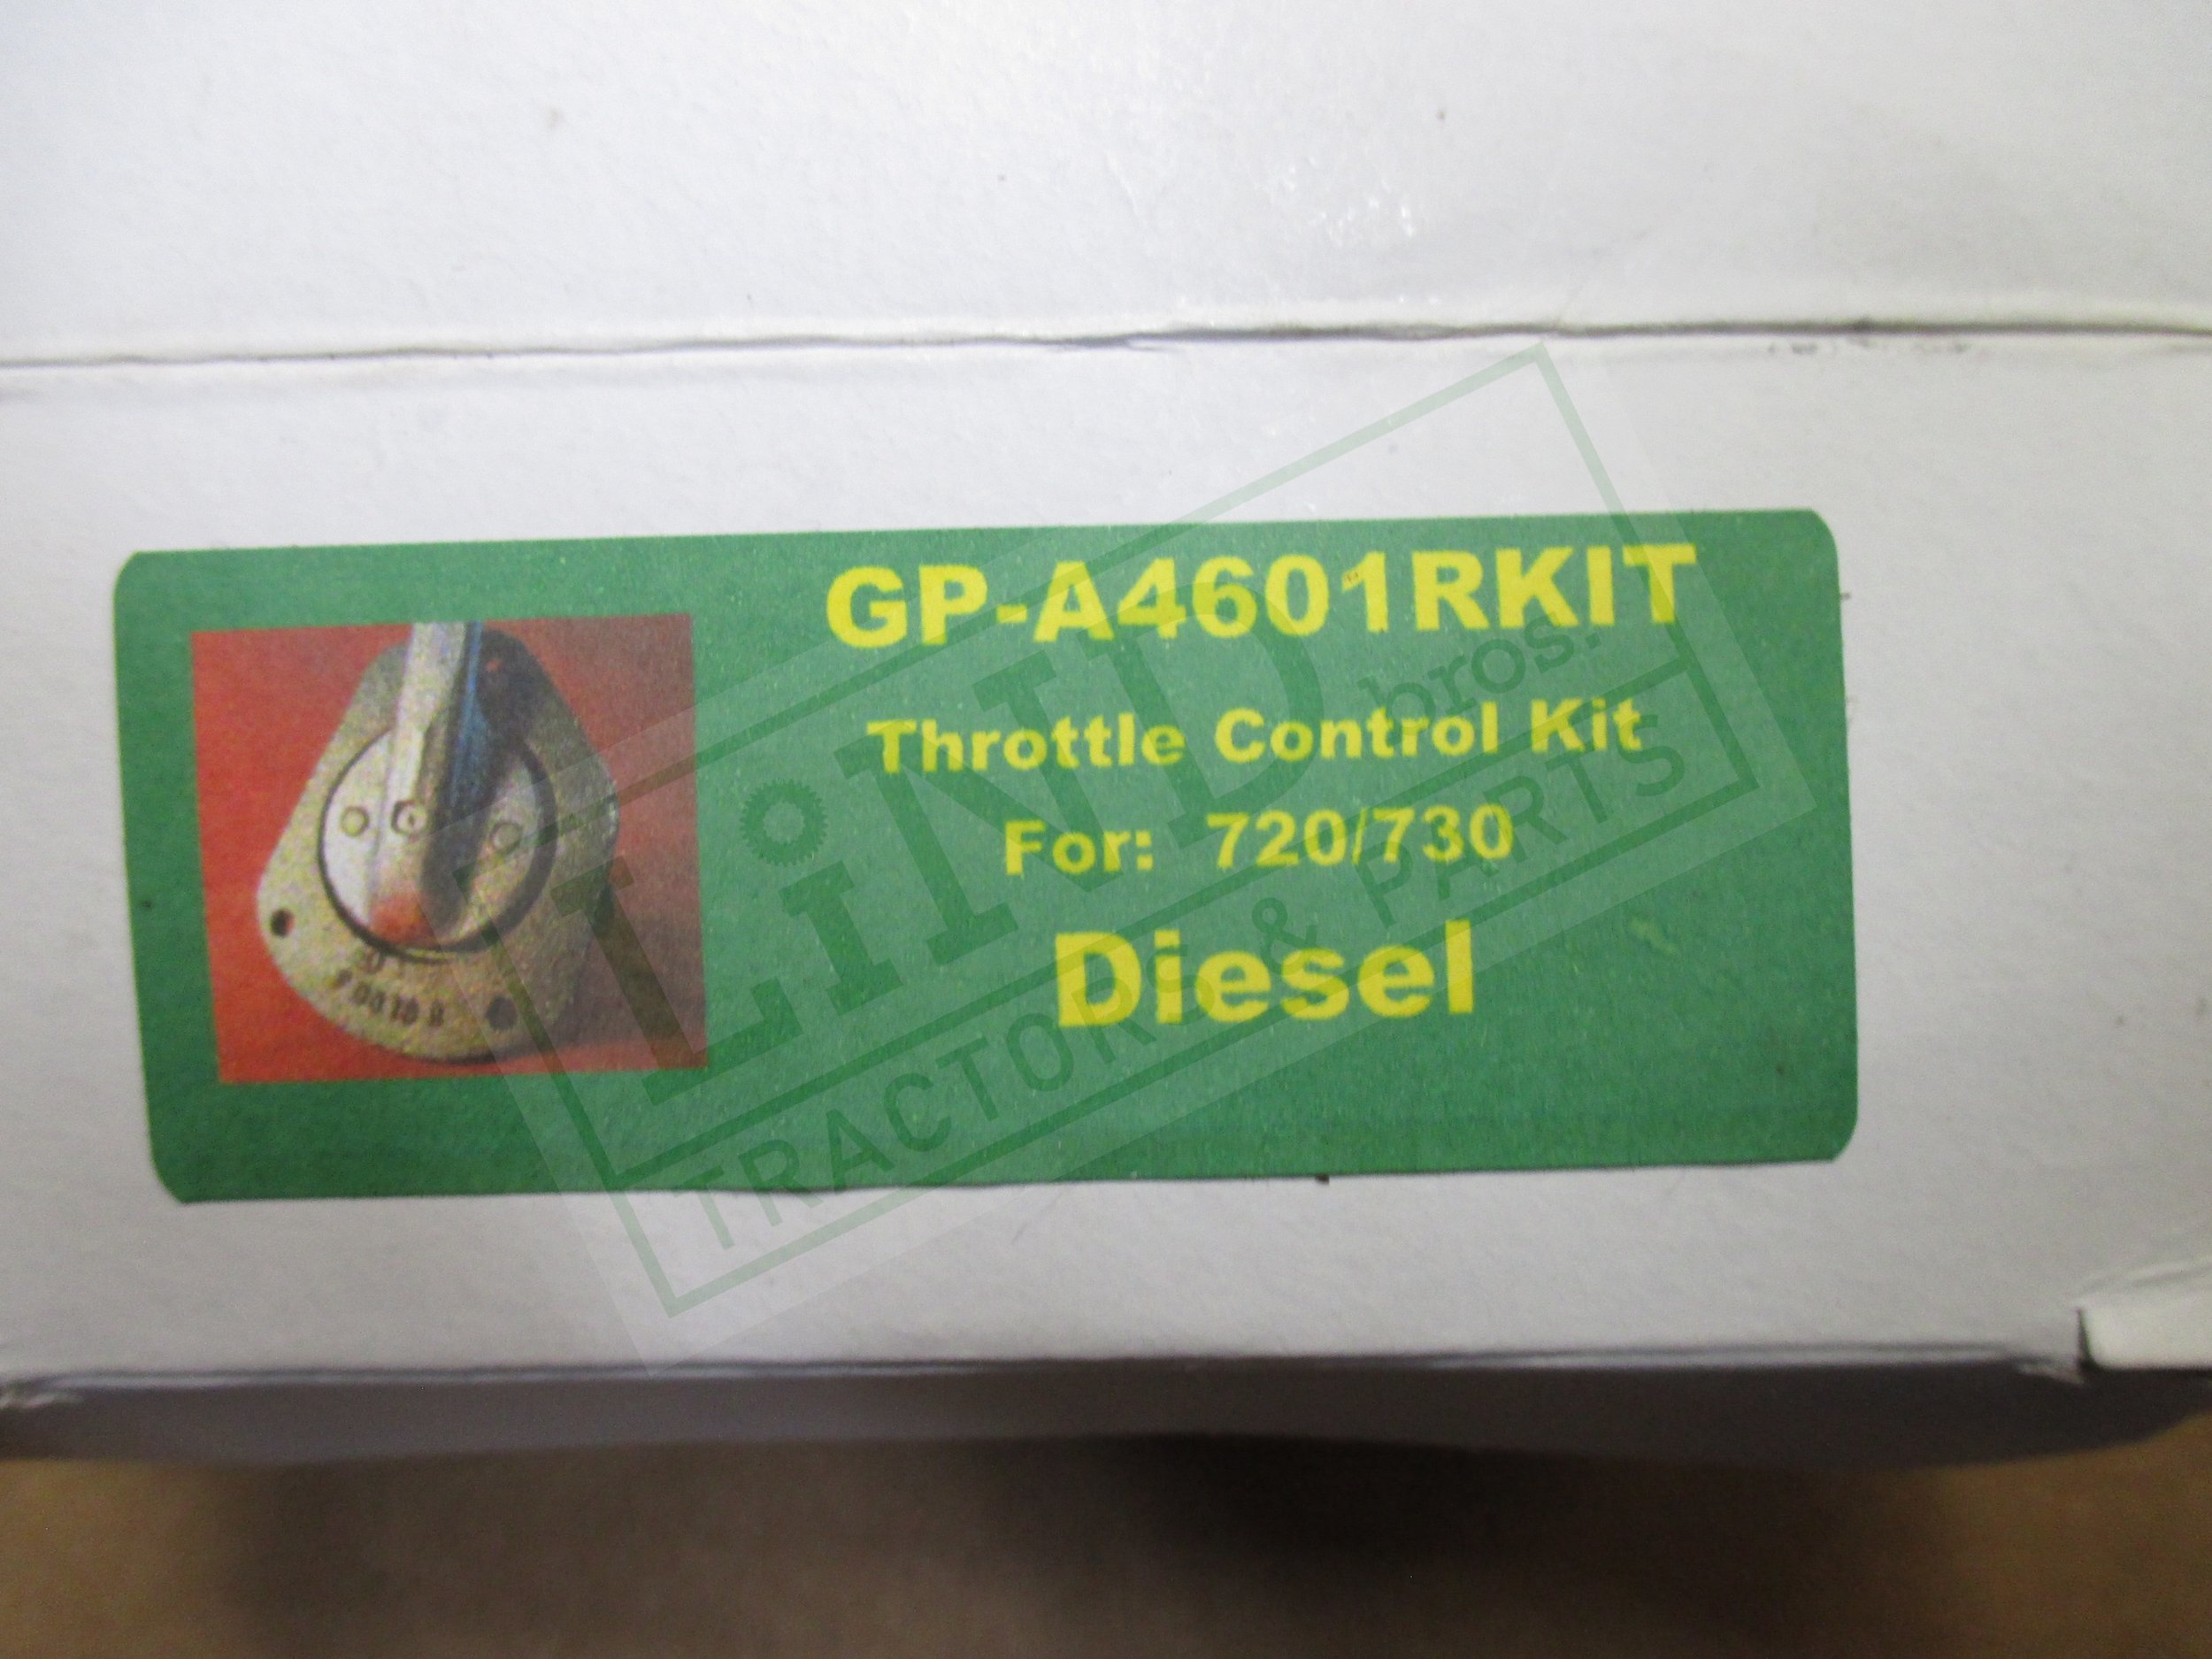 GP-A4601RKIT
Throttle Control Kit
For: 720/730
Diesel
LiND bros.
TRACTORS & PARTS